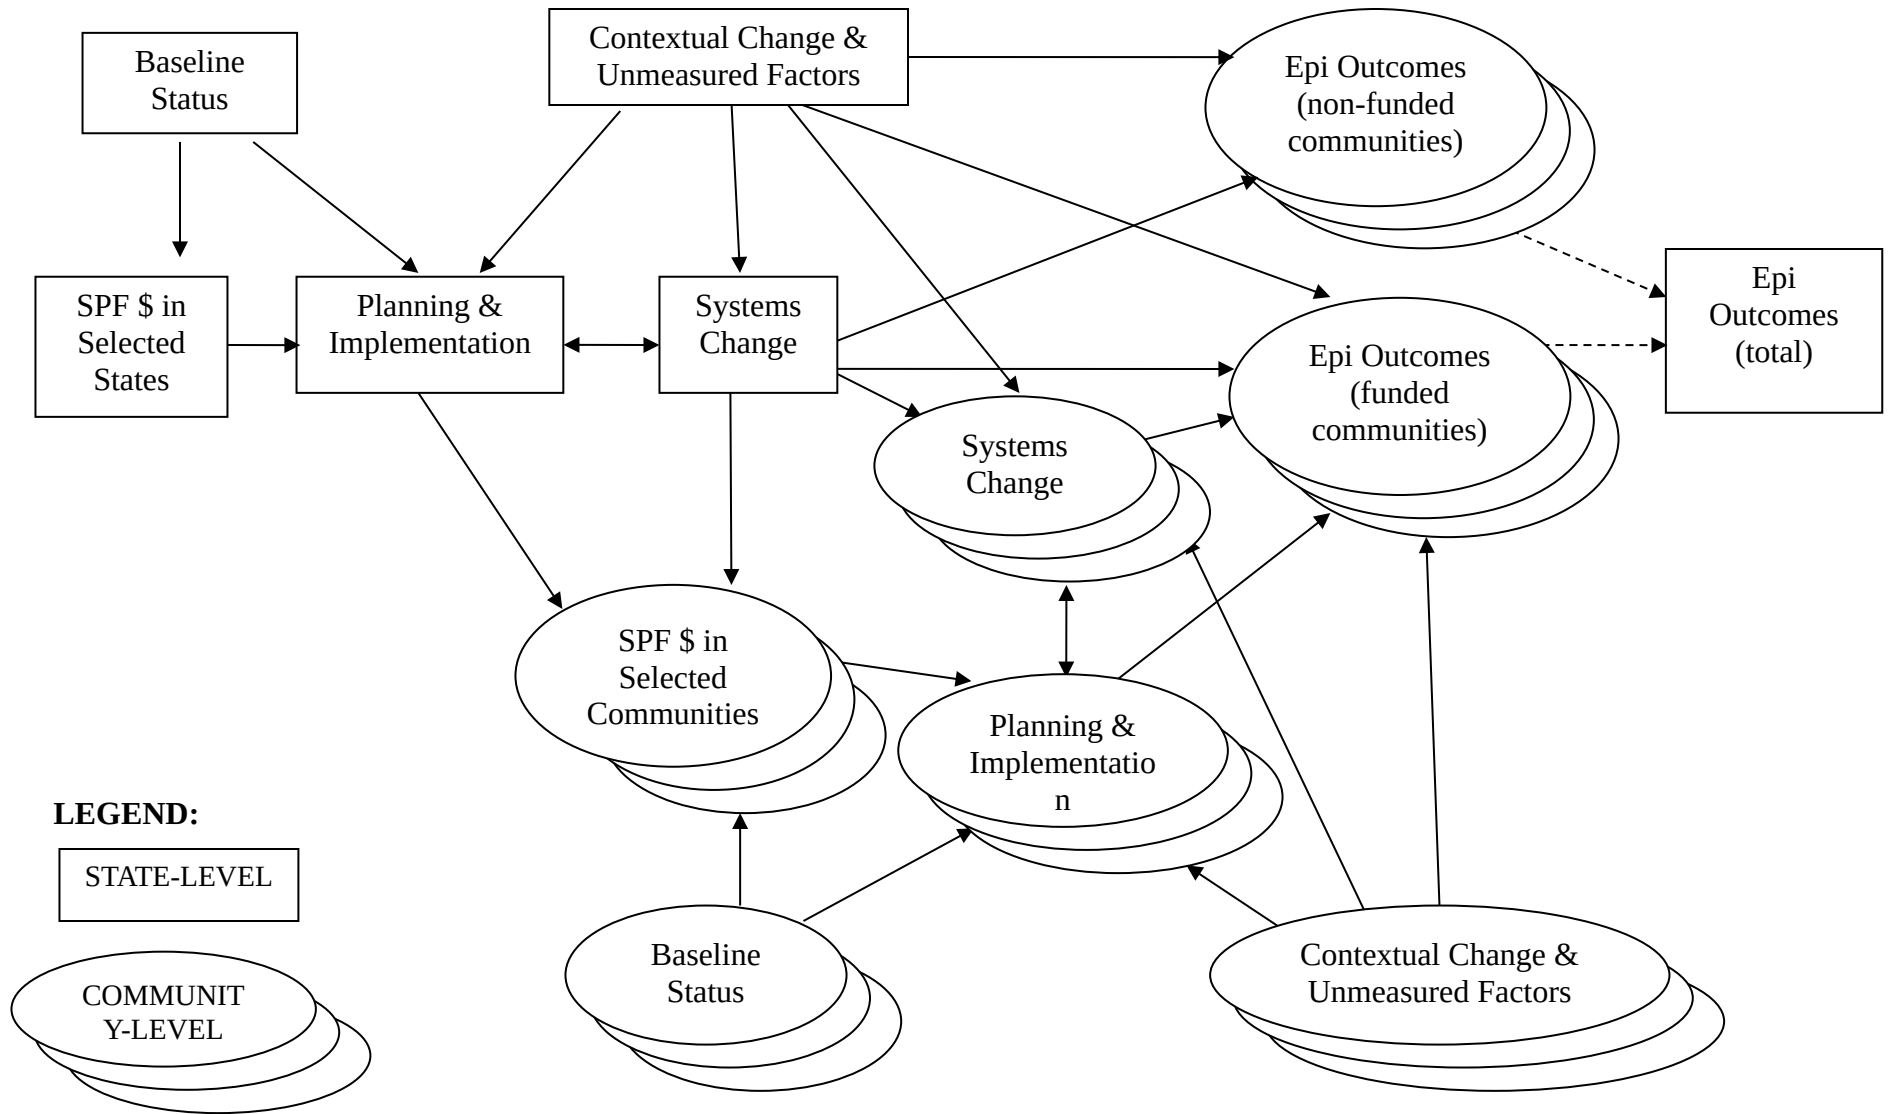 Baseline
Status
Contextual Change &
Unmeasured Factors
Epi Outcomes
(non-funded
communities)
SPF $ in
Selected
States
Planning &
Implementation
Systems
Change
Epi
Outcomes
(total)
Epi Outcomes
(funded
communities)
Systems
Change
SPF $ in
Selected
Communities
Planning &
Implementatio
n
LEGEND:
STATE-LEVEL
COMMUNIT
Y-LEVEL
Baseline
Status
Contextual Change &
Unmeasured Factors